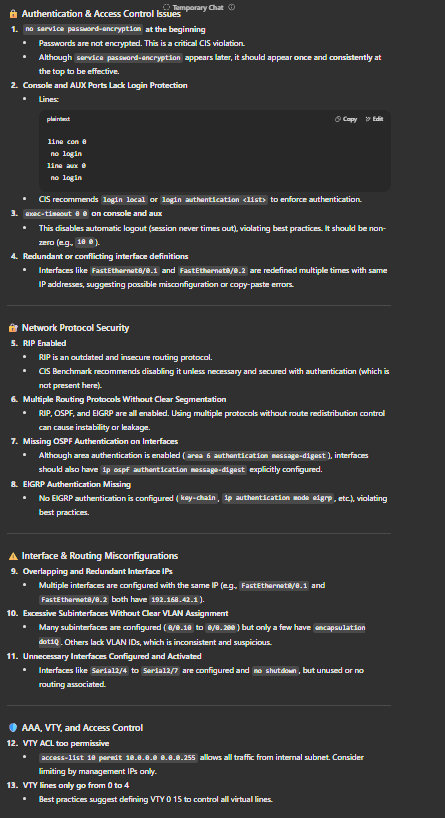 Temporary Chat
Authentication & Access Control Issues
1. no service password-encryption at the beginning
• Passwords are not encrypted. This is a critical CIS violation.
• Although service password-encryption appears later, it should appear once and consistently at
the top to be effective.
2. Console and AUX Ports Lack Login Protection
• Lines:
plaintext
Copy Edit
line con 0
no login
line aux 0
no login
• CIS recommends login local or login authentication <list> to enforce authentication.
3. exec-timeout 0 0 on console and aux
• This disables automatic logout (session never times out), violating best practices. It should be non-
zero (e.g., 10 0 ).
4. Redundant or conflicting interface definitions
• Interfaces like FastEthernet0/0.1 and FastEthernet0/0.2 are redefined multiple times with same
IP addresses, suggesting possible misconfiguration or copy-paste errors.
Network Protocol Security
5. RIP Enabled
• RIP is an outdated and insecure routing protocol.
• CIS Benchmark recommends disabling it unless necessary and secured with authentication (which is
not present here).
6. Multiple Routing Protocols Without Clear Segmentation
• RIP, OSPF, and EIGRP are all enabled. Using multiple protocols without route redistribution control
can cause instability or leakage.
7. Missing OSPF Authentication on Interfaces
• Although area authentication is enabled ( area 6 authentication message-digest ), interfaces
should also have ip ospf authentication message-digest explicitly configured.
8. EIGRP Authentication Missing
• No EIGRP authentication is configured ( key-chain , ip authentication mode eigrp , etc.), violating
best practices.
Interface & Routing Misconfigurations
9. Overlapping and Redundant Interface IPs
• Multiple interfaces are configured with the same IP (e.g., FastEthernet0/0.1 and
FastEthernet0/0.2 both have 192.168.42.1 ).
10. Excessive Subinterfaces Without Clear VLAN Assignment
• Many subinterfaces are configured ( 0/0.10 to 0/0.200 ) but only a few have encapsulation
dot1Q . Others lack VLAN IDs, which is inconsistent and suspicious.
11. Unnecessary Interfaces Configured and Activated
• Interfaces like Serial2/4 to Serial2/7 are configured and no shutdown , but unused or no
routing associated.
AAA, VTY, and Access Control
12. VTY ACL too permissive
• access-list 10 permit 10.0.0.0 0.0.0.255 allows all traffic from internal subnet. Consider
limiting by management IPs only.
13. VTY lines only go from 0 to 4
• Best practices suggest defining VTY 0 15 to control all virtual lines.